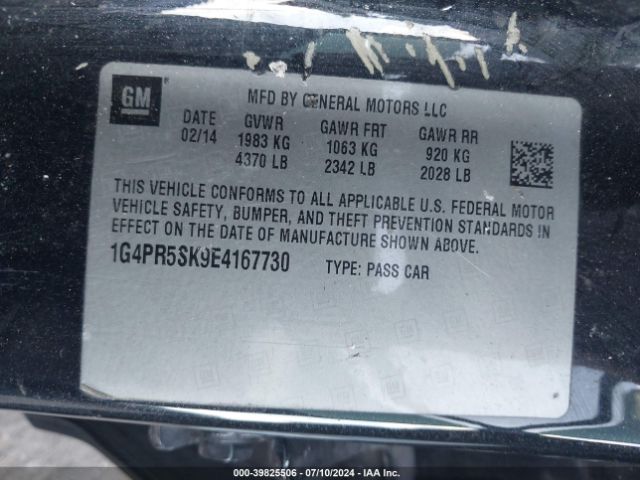 GM
MFD BY GENERAL MOTORS LLC
DATE GVWR GAWR FRT GAWR RR
02/14 1983 KG 1063 KG 920 KG
4370 LB 2342 LB 2028 LB
THIS VEHICLE CONFORMS TO ALL APPLICABLE U.S. FEDERAL MOTOR
VEHICLE SAFETY, BUMPER, AND THEFT PREVENTION STANDARDS IN
EFFECT ON THE DATE OF MANUFACTURE SHOWN ABOVE.
1G4PR5SK9E4167730 TYPE: PASS CAR
000-39825506 - 07/10/2024 - IAA Inc.